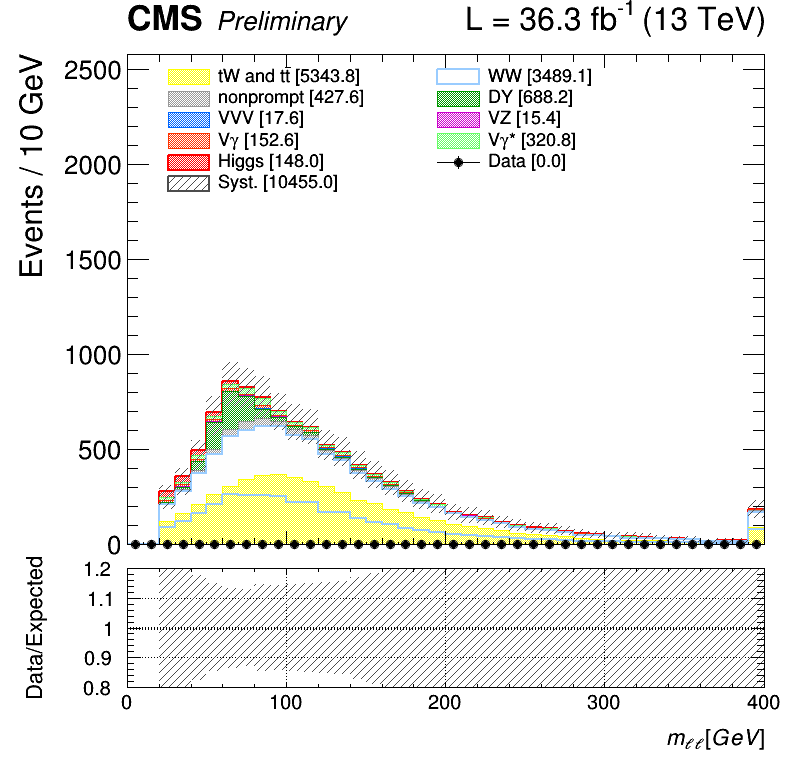 CMS Preliminary L = 36.3 fb⁻¹ (13 TeV)
Events / 10 GeV
2500
2000
1500
1000
500
0
tW and tt̄ [5343.8]
nonprompt [427.6]
VVV [17.6]
Vγ [152.6]
Higgs [148.0]
Syst. [10455.0]
WW [3489.1]
DY [688.2]
VZ [15.4]
Vγ* [320.8]
Data [0.0]
Data/Expected
1.2
1.1
1
0.9
0.8
0 100 200 300 400
mℓℓ[GeV]